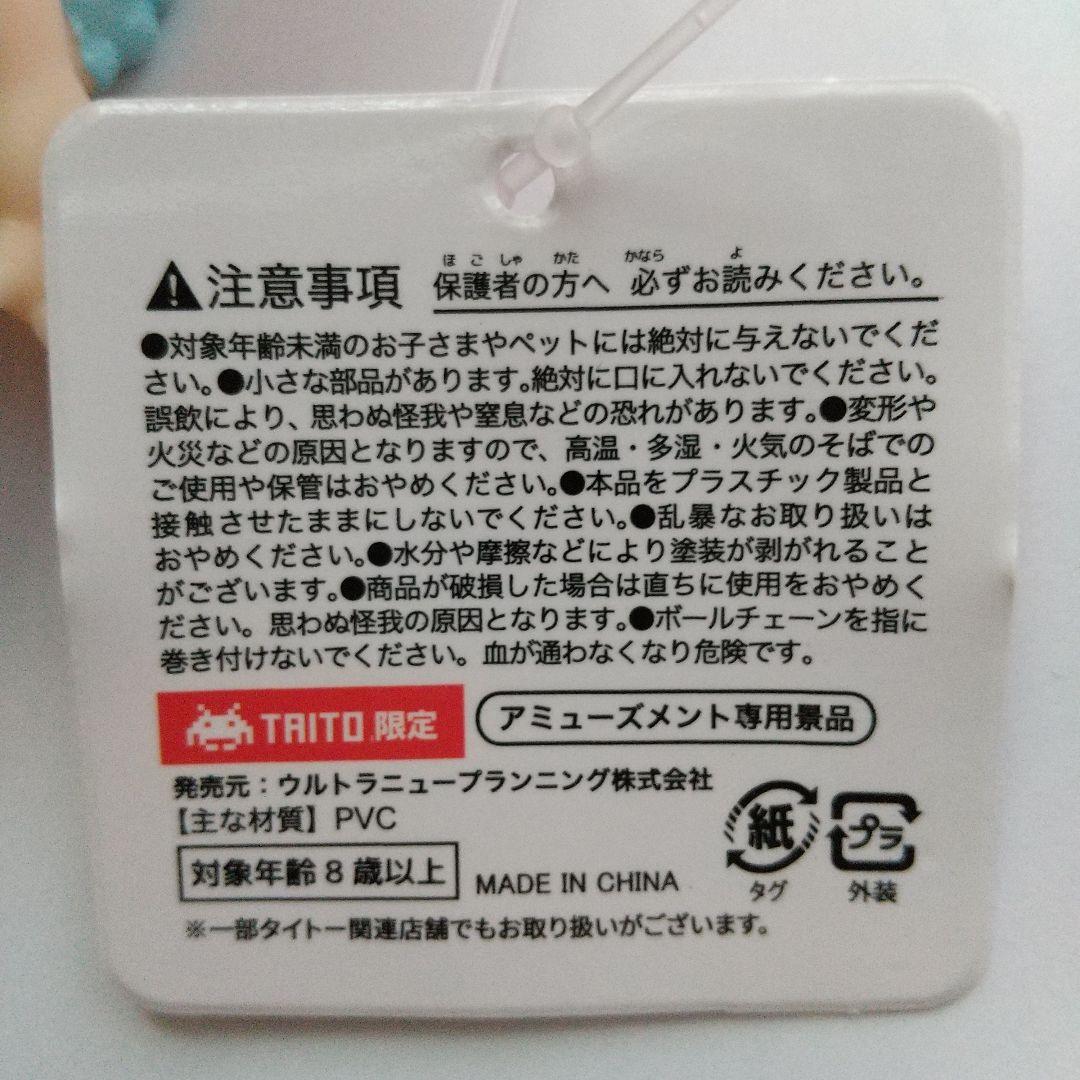 注意事項 保護者の方へ 必ずお読みください。
ほ ご しゃ かた かなら よ
●対象年齢未満のお子さまやペットには絶対に与えないでくだ
さい。●小さな部品があります。絶対に口に入れないでください。
誤飲により、思わぬ怪我や窒息などの恐れがあります。●変形や
火災などの原因となりますので、高温・多湿・火気のそばでの
ご使用や保管はおやめください。●本品をプラスチック製品と
接触させたままにしないでください。●乱暴なお取り扱いは
おやめください。●水分や摩擦などにより塗装が剥がれること
がございます。●商品が破損した場合は直ちに使用をおやめく
ださい。思わぬ怪我の原因となります。●ボールチェーンを指に
巻き付けないでください。血が通わなくなり危険です。
TAITO 限定 アミューズメント専用景品
発売元：ウルトラニュープランニング株式会社
【主な材質】PVC
対象年齢8歳以上 MADE IN CHINA
紙 プラ
タグ 外装
※一部タイトー関連店舗でもお取り扱いがございます。